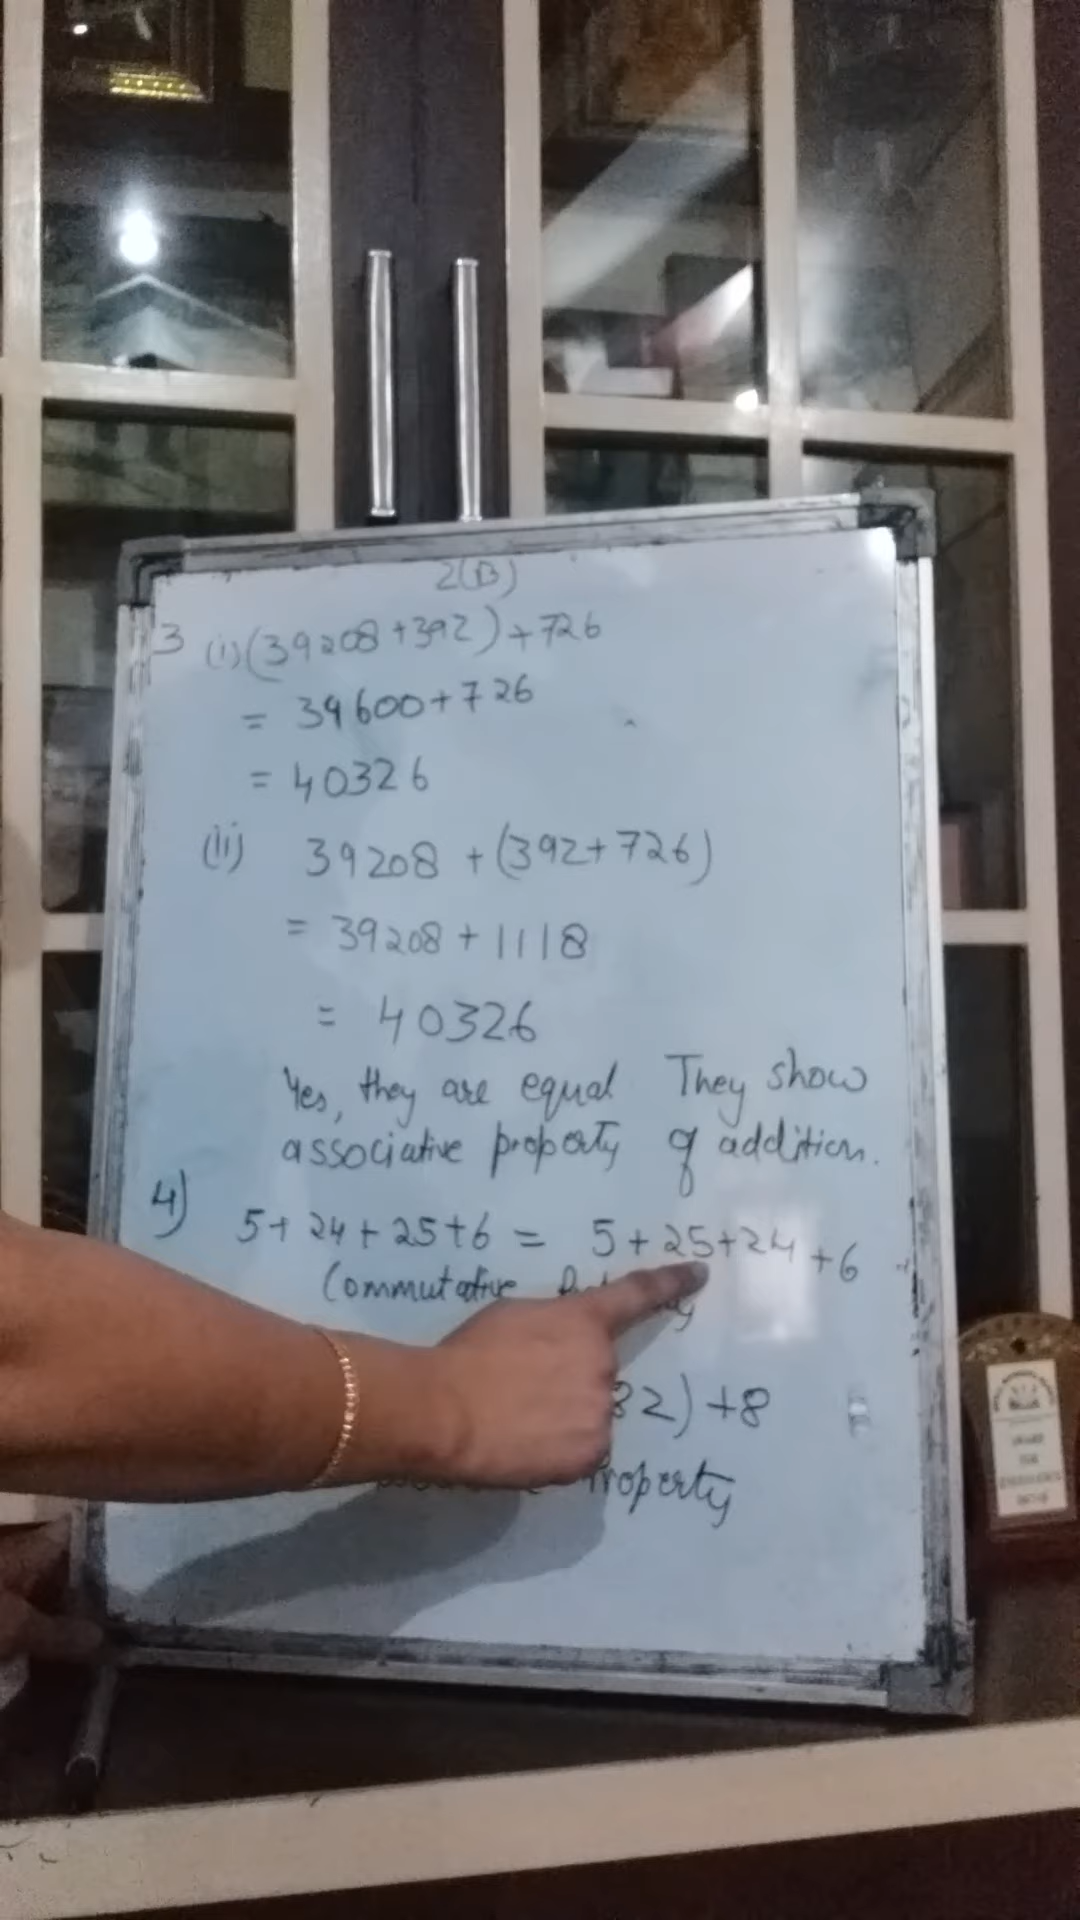 2(B)
3 (i) (39208+392)+726
= 39600+726
= 40326
(ii) 39208 + (392+726)
= 39208 + 1118
= 40326
Yes, they are equal. They show
associative property of addition.
4) 5+24+25+6 = 5+25+24+6
Commutative
82)+8
Property